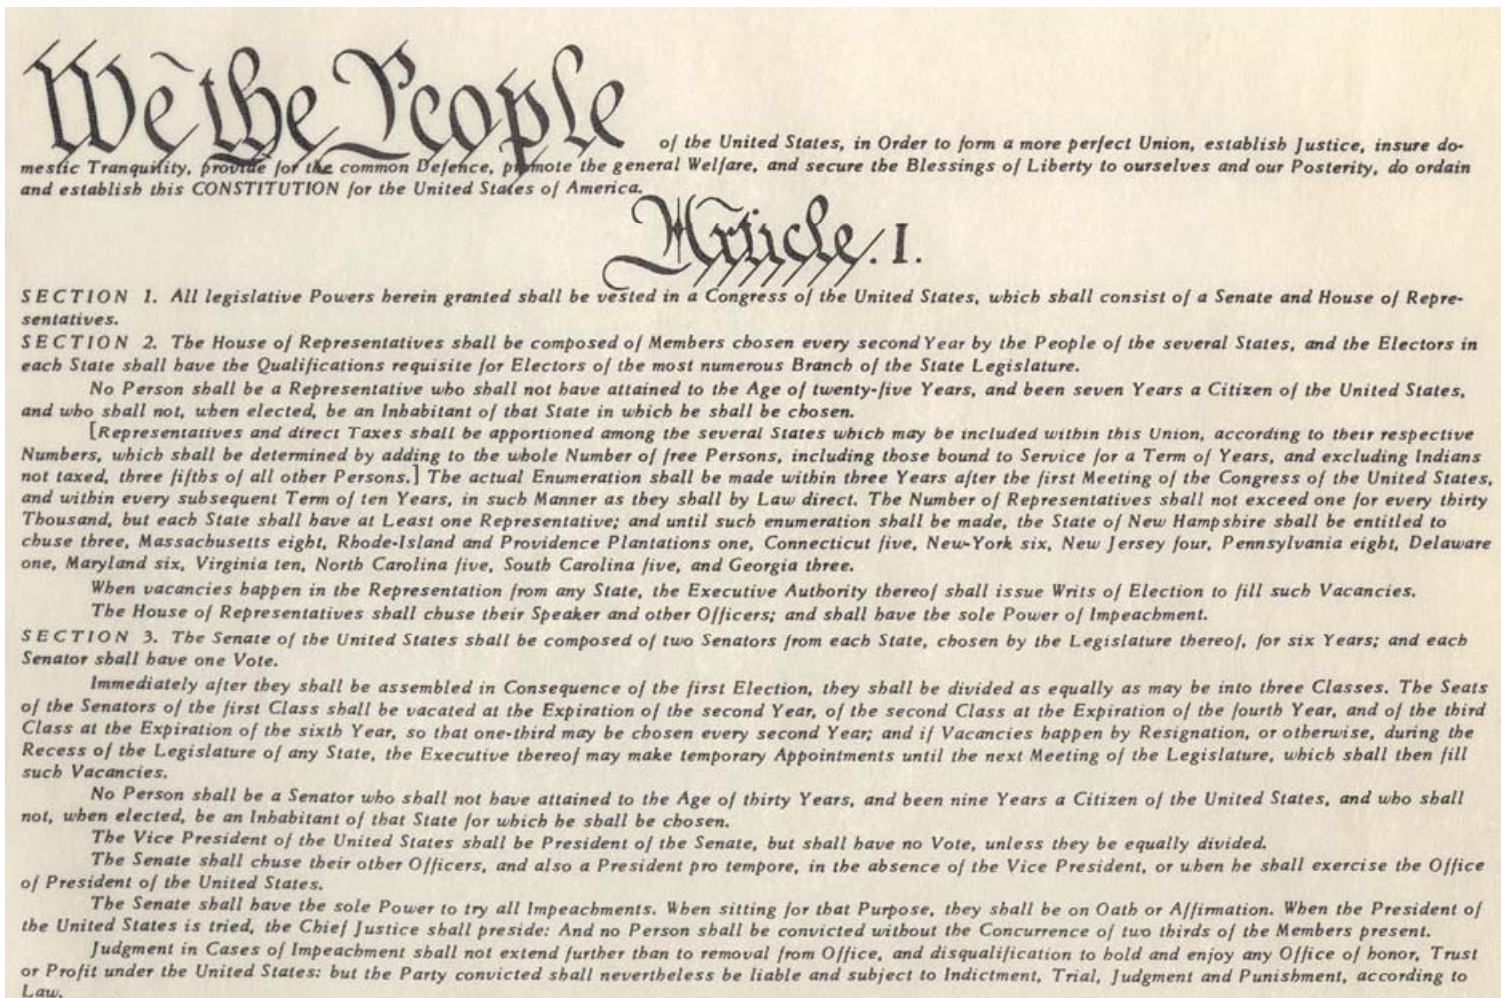 We the People of the United States, in Order to form a more perfect Union, establish Justice, insure do-
mestic Tranquility, provide for the common Defence, promote the general Welfare, and secure the Blessings of Liberty to ourselves and our Posterity, do ordain
and establish this CONSTITUTION for the United States of America.
Article. I.
SECTION 1. All legislative Powers herein granted shall be vested in a Congress of the United States, which shall consist of a Senate and House of Repre-
sentatives.
SECTION 2. The House of Representatives shall be composed of Members chosen every second Year by the People of the several States, and the Electors in
each State shall have the Qualifications requisite for Electors of the most numerous Branch of the State Legislature.
No Person shall be a Representative who shall not have attained to the Age of twenty-five Years, and been seven Years a Citizen of the United States,
and who shall not, when elected, be an Inhabitant of that State in which he shall be chosen.
[Representatives and direct Taxes shall be apportioned among the several States which may be included within this Union, according to their respective
Numbers, which shall be determined by adding to the whole Number of free Persons, including those bound to Service for a Term of Years, and excluding Indians
not taxed, three fifths of all other Persons.] The actual Enumeration shall be made within three Years after the first Meeting of the Congress of the United States,
and within every subsequent Term of ten Years, in such Manner as they shall by Law direct. The Number of Representatives shall not exceed one for every thirty
Thousand, but each State shall have at Least one Representative; and until such enumeration shall be made, the State of New Hampshire shall be entitled to
chuse three, Massachusetts eight, Rhode-Island and Providence Plantations one, Connecticut five, New-York six, New Jersey four, Pennsylvania eight, Delaware
one, Maryland six, Virginia ten, North Carolina five, South Carolina five, and Georgia three.
When vacancies happen in the Representation from any State, the Executive Authority thereof shall issue Writs of Election to fill such Vacancies.
The House of Representatives shall chuse their Speaker and other Officers; and shall have the sole Power of Impeachment.
SECTION 3. The Senate of the United States shall be composed of two Senators from each State, chosen by the Legislature thereof, for six Years; and each
Senator shall have one Vote.
Immediately after they shall be assembled in Consequence of the first Election, they shall be divided as equally as may be into three Classes. The Seats
of the Senators of the first Class shall be vacated at the Expiration of the second Year, of the second Class at the Expiration of the fourth Year, and of the third
Class at the Expiration of the sixth Year, so that one-third may be chosen every second Year; and if Vacancies happen by Resignation, or otherwise, during the
Recess of the Legislature of any State, the Executive thereof may make temporary Appointments until the next Meeting of the Legislature, which shall then fill
such Vacancies.
No Person shall be a Senator who shall not have attained to the Age of thirty Years, and been nine Years a Citizen of the United States, and who shall
not, when elected, be an Inhabitant of that State for which he shall be chosen.
The Vice President of the United States shall be President of the Senate, but shall have no Vote, unless they be equally divided.
The Senate shall chuse their other Officers, and also a President pro tempore, in the absence of the Vice President, or when he shall exercise the Office
of President of the United States.
The Senate shall have the sole Power to try all Impeachments. When sitting for that Purpose, they shall be on Oath or Affirmation. When the President of
the United States is tried, the Chief Justice shall preside: And no Person shall be convicted without the Concurrence of two thirds of the Members present.
Judgment in Cases of Impeachment shall not extend further than to removal from Office, and disqualification to hold and enjoy any Office of honor, Trust
or Profit under the United States: but the Party convicted shall nevertheless be liable and subject to Indictment, Trial, Judgment and Punishment, according to
Law.